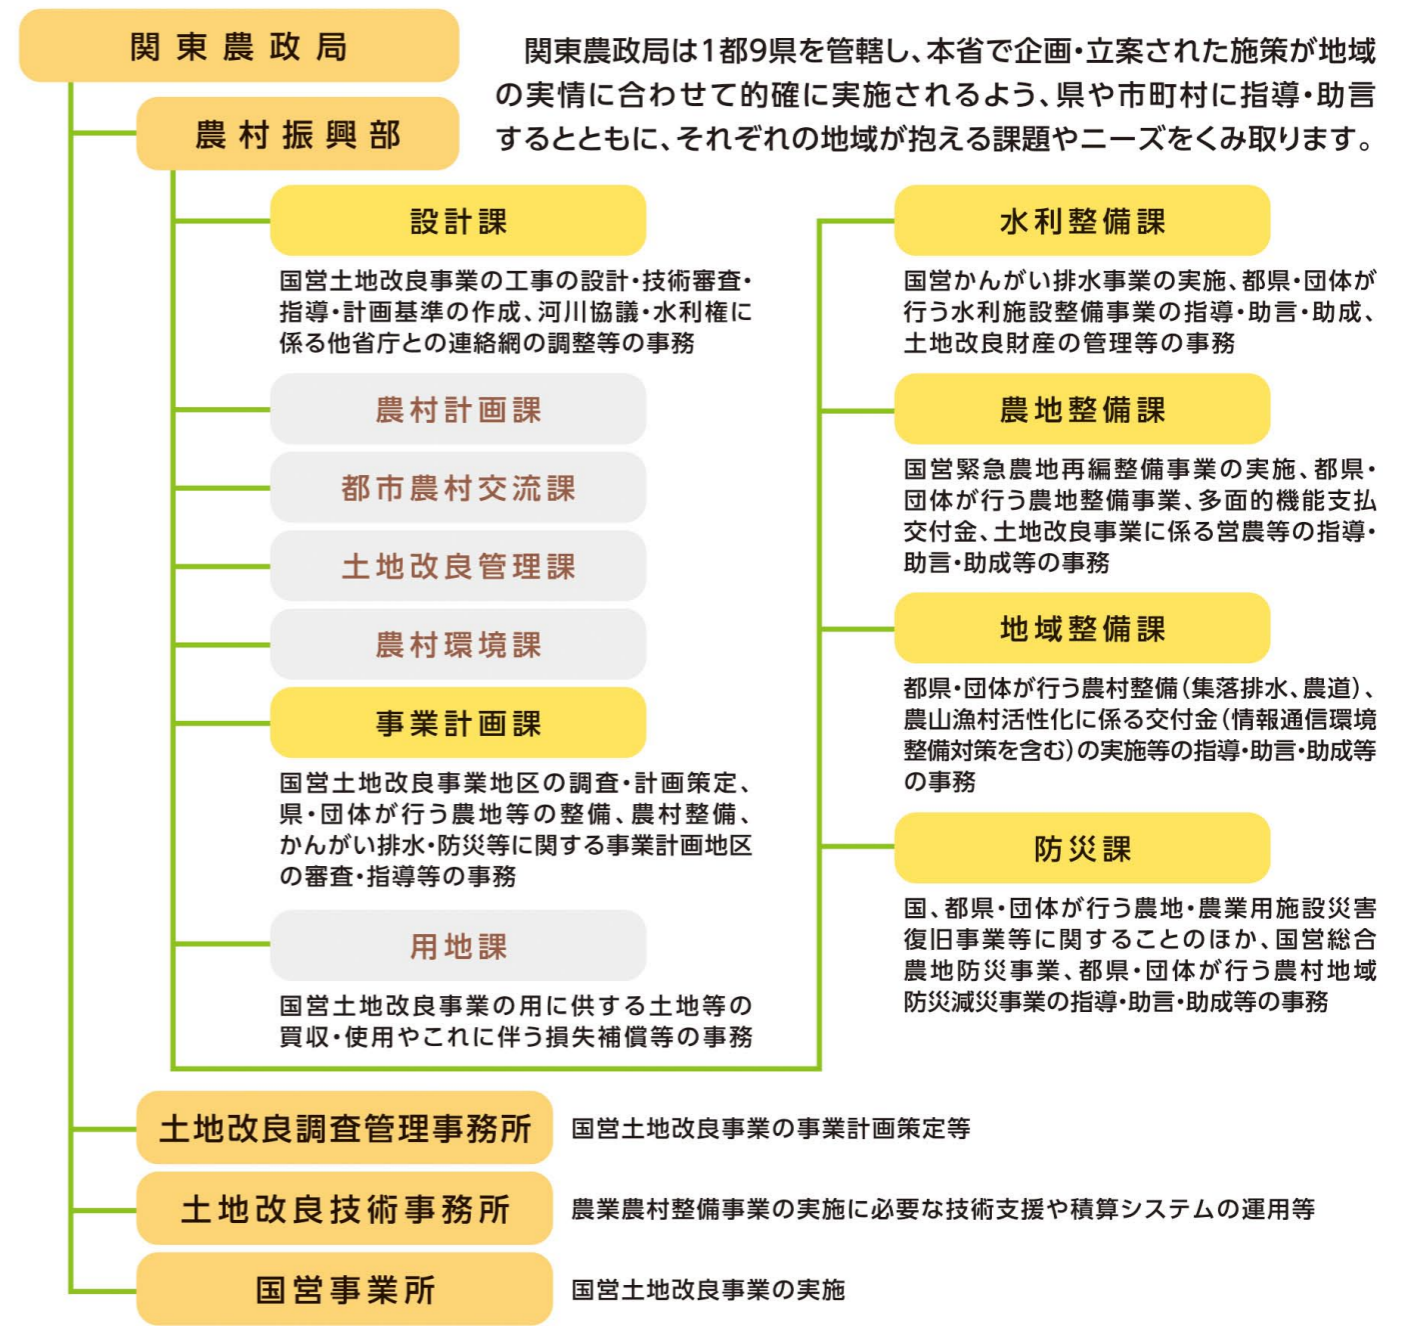 関東農政局
関東農政局は1都9県を管轄し、本省で企画・立案された施策が地域
の実情に合わせて的確に実施されるよう、県や市町村に指導・助言
するとともに、それぞれの地域が抱える課題やニーズをくみ取ります。
農村振興部
設計課
国営土地改良事業の工事の設計・技術審査・
指導・計画基準の作成、河川協議・水利権に
係る他省庁との連絡網の調整等の事務
農村計画課
都市農村交流課
土地改良管理課
農村環境課
事業計画課
国営土地改良事業地区の調査・計画策定、
県・団体が行う農地等の整備、農村整備、
かんがい排水・防災等に関する事業計画地区
の審査・指導等の事務
用地課
国営土地改良事業の用に供する土地等の
買収・使用やこれに伴う損失補償等の事務
水利整備課
国営かんがい排水事業の実施、都県・団体が
行う水利施設整備事業の指導・助言・助成、
土地改良財産の管理等の事務
農地整備課
国営緊急農地再編整備事業の実施、都県・
団体が行う農地整備事業、多面的機能支払
交付金、土地改良事業に係る営農等の指導・
助言・助成等の事務
地域整備課
都県・団体が行う農村整備（集落排水、農道）、
農山漁村活性化に係る交付金（情報通信環境
整備対策を含む）の実施等の指導・助言・助成等
の事務
防災課
国、都県・団体が行う農地・農業用施設災害
復旧事業等に関することのほか、国営総合
農地防災事業、都県・団体が行う農村地域
防災減災事業の指導・助言・助成等の事務
土地改良調査管理事務所
国営土地改良事業の事業計画策定等
土地改良技術事務所
農業農村整備事業の実施に必要な技術支援や積算システムの運用等
国営事業所
国営土地改良事業の実施